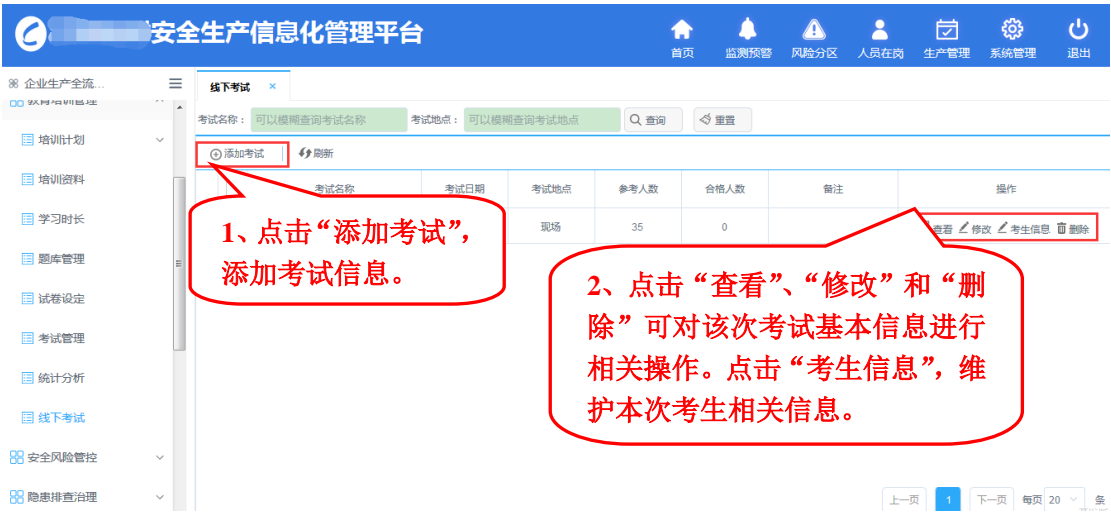 安全生产信息化管理平台
首页
监测预警
风险分区
人员在岗
生产管理
系统管理
退出
企业生产全流...
线下考试 ×
教育培训管理
考试名称： 可以模糊查询考试名称 考试地点： 可以模糊查询考试地点 查询 重置
添加考试 刷新
培训计划
培训资料
学习时长
题库管理
试卷设定
考试管理
统计分析
线下考试
安全风险管控
隐患排查治理
考试名称 考试日期 考试地点 参考人数 合格人数 备注 操作
现场 35 0 查看 修改 考生信息 删除
1、点击“添加考试”，
添加考试信息。
2、点击“查看”、“修改”和“删
除”可对该次考试基本信息进行
相关操作。点击“考生信息”，维
护本次考生相关信息。
上一页 1 下一页 每页 20 条